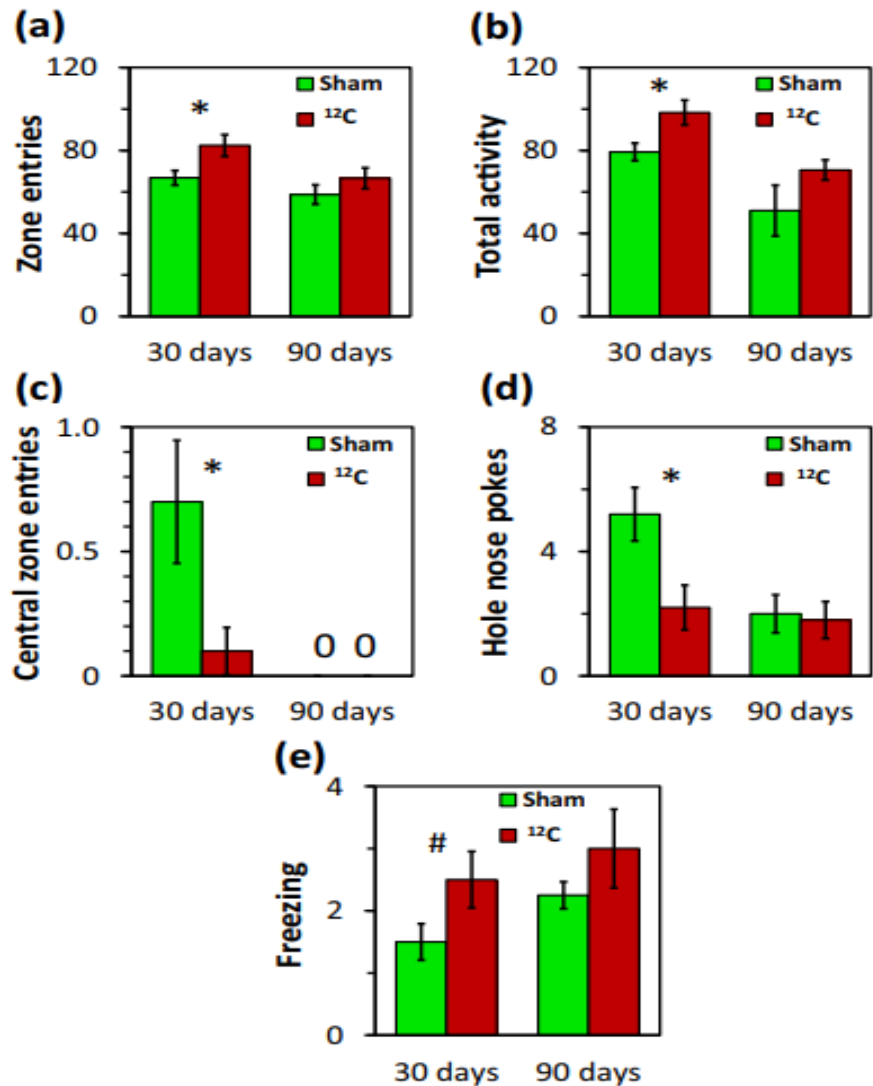 (a)
Zone entries
120
80
40
0
Sham
¹²C
*
30 days
90 days
(b)
Total activity
120
80
40
0
Sham
¹²C
*
30 days
90 days
(c)
Central zone entries
1.0
0.5
0
Sham
¹²C
*
0 0
30 days
90 days
(d)
Hole nose pokes
8
4
0
Sham
¹²C
*
30 days
90 days
(e)
Freezing
4
2
0
Sham
¹²C
#
30 days
90 days